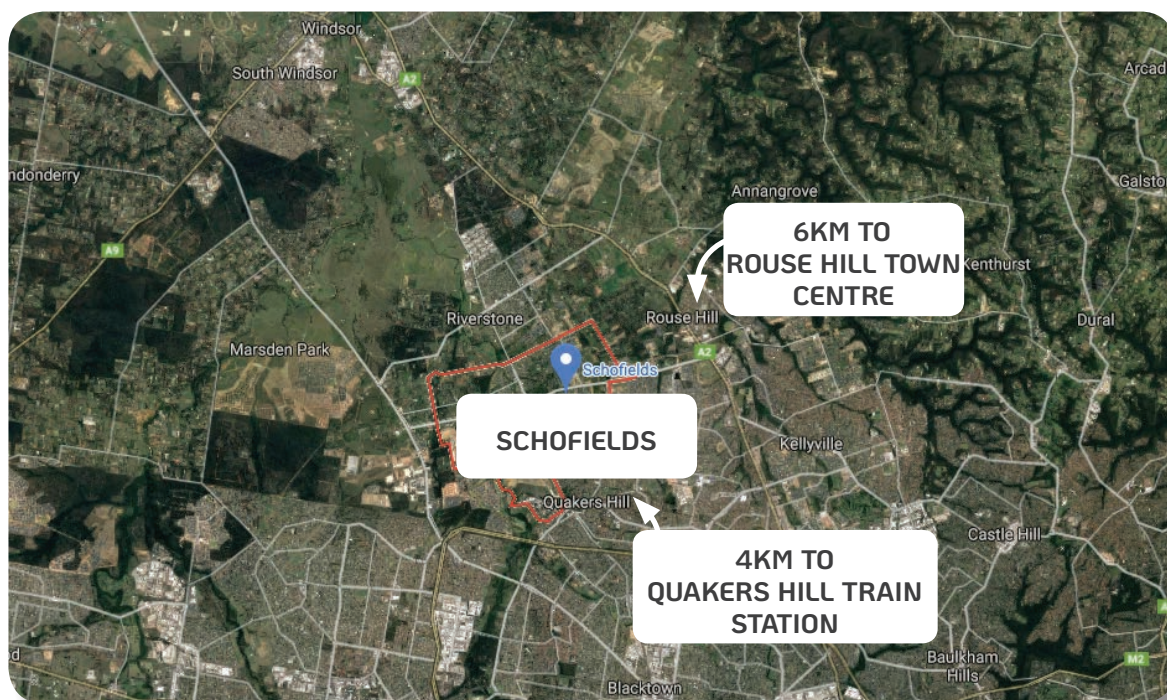 Windsor
South Windsor
A2
Arcad
ndonderry
Galsto
Annangrove
A9
6KM TO
ROUSE HILL TOWN
CENTRE
Kenthurst
Riverstone
Rouse Hill
Dural
Marsden Park
A2
Schofields
SCHOFIELDS
Kellyville
Quakers Hill
Castle Hill
4KM TO
QUAKERS HILL TRAIN
STATION
Baulkham
Hills
M2
Blacktown
od